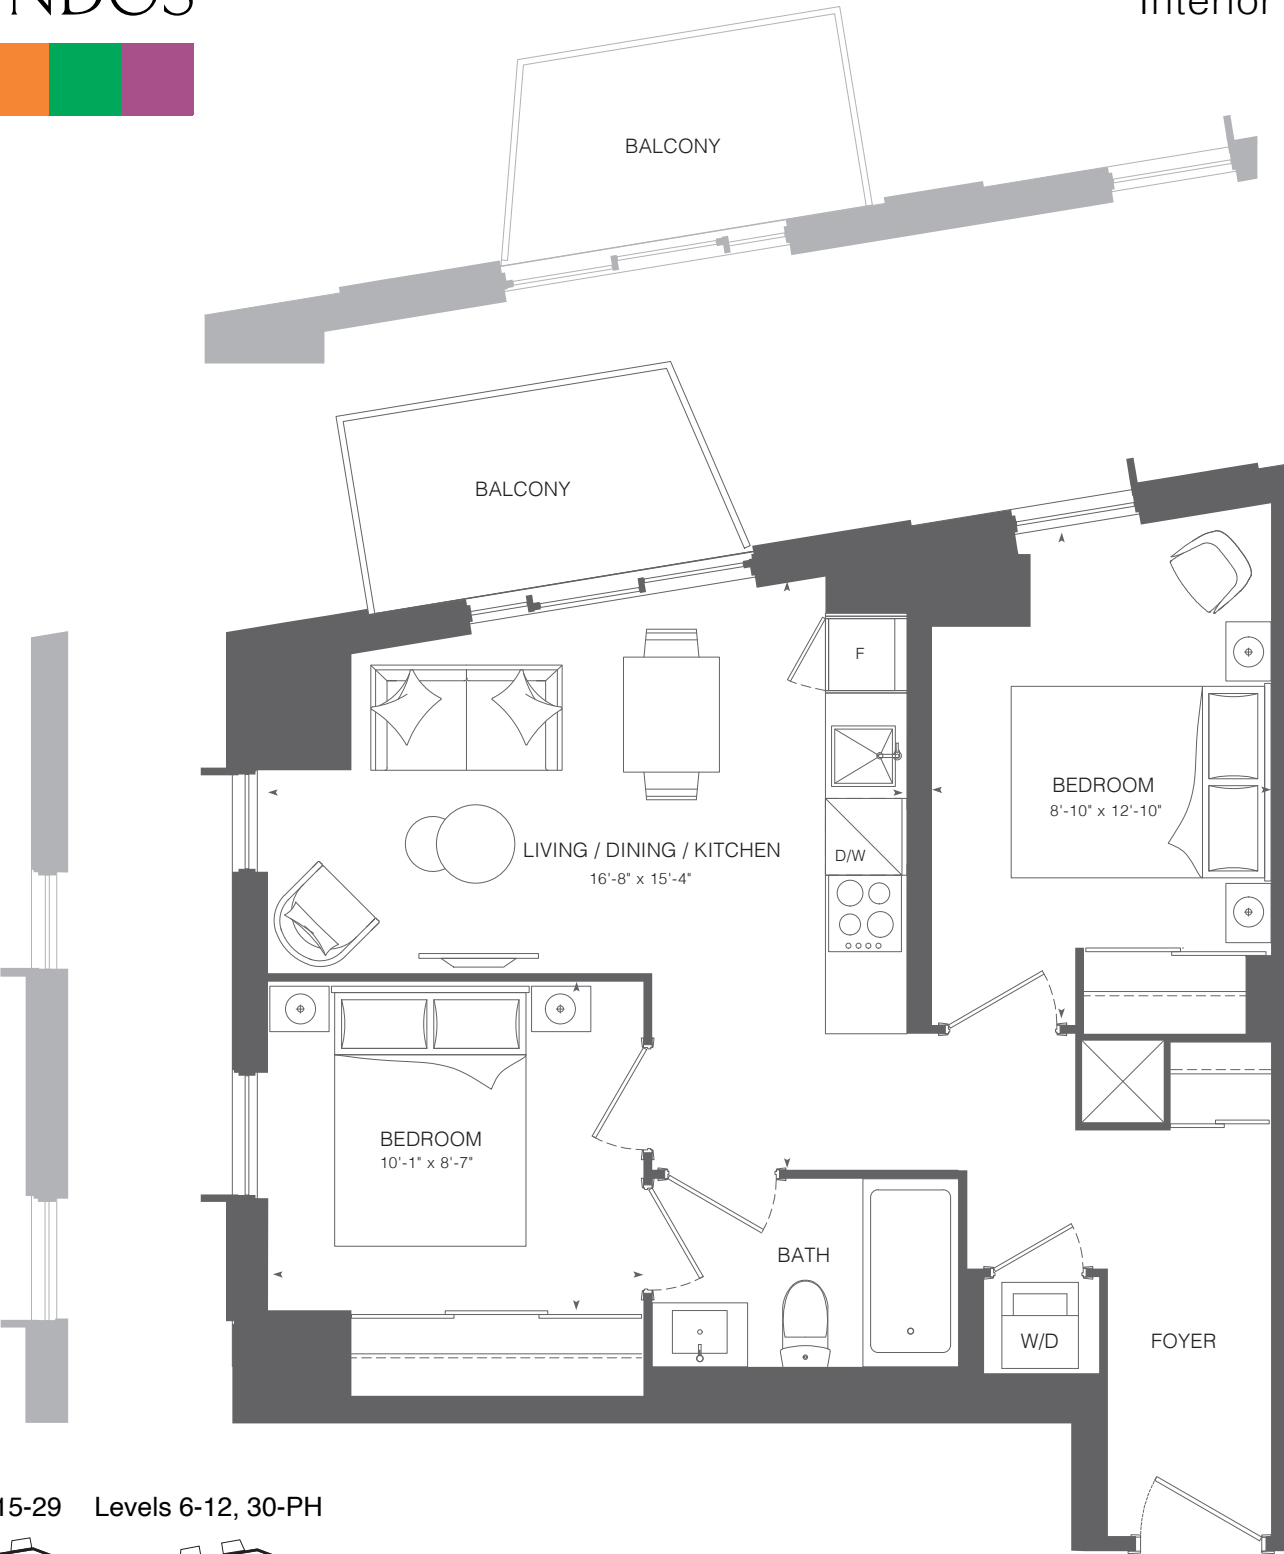 Interior
BALCONY
BALCONY
F
BEDROOM
8'-10" x 12'-10"
LIVING / DINING / KITCHEN
16'-8" x 15'-4"
D/W
BEDROOM
10'-1" x 8'-7"
BATH
W/D
FOYER
15-29 Levels 6-12, 30-PH